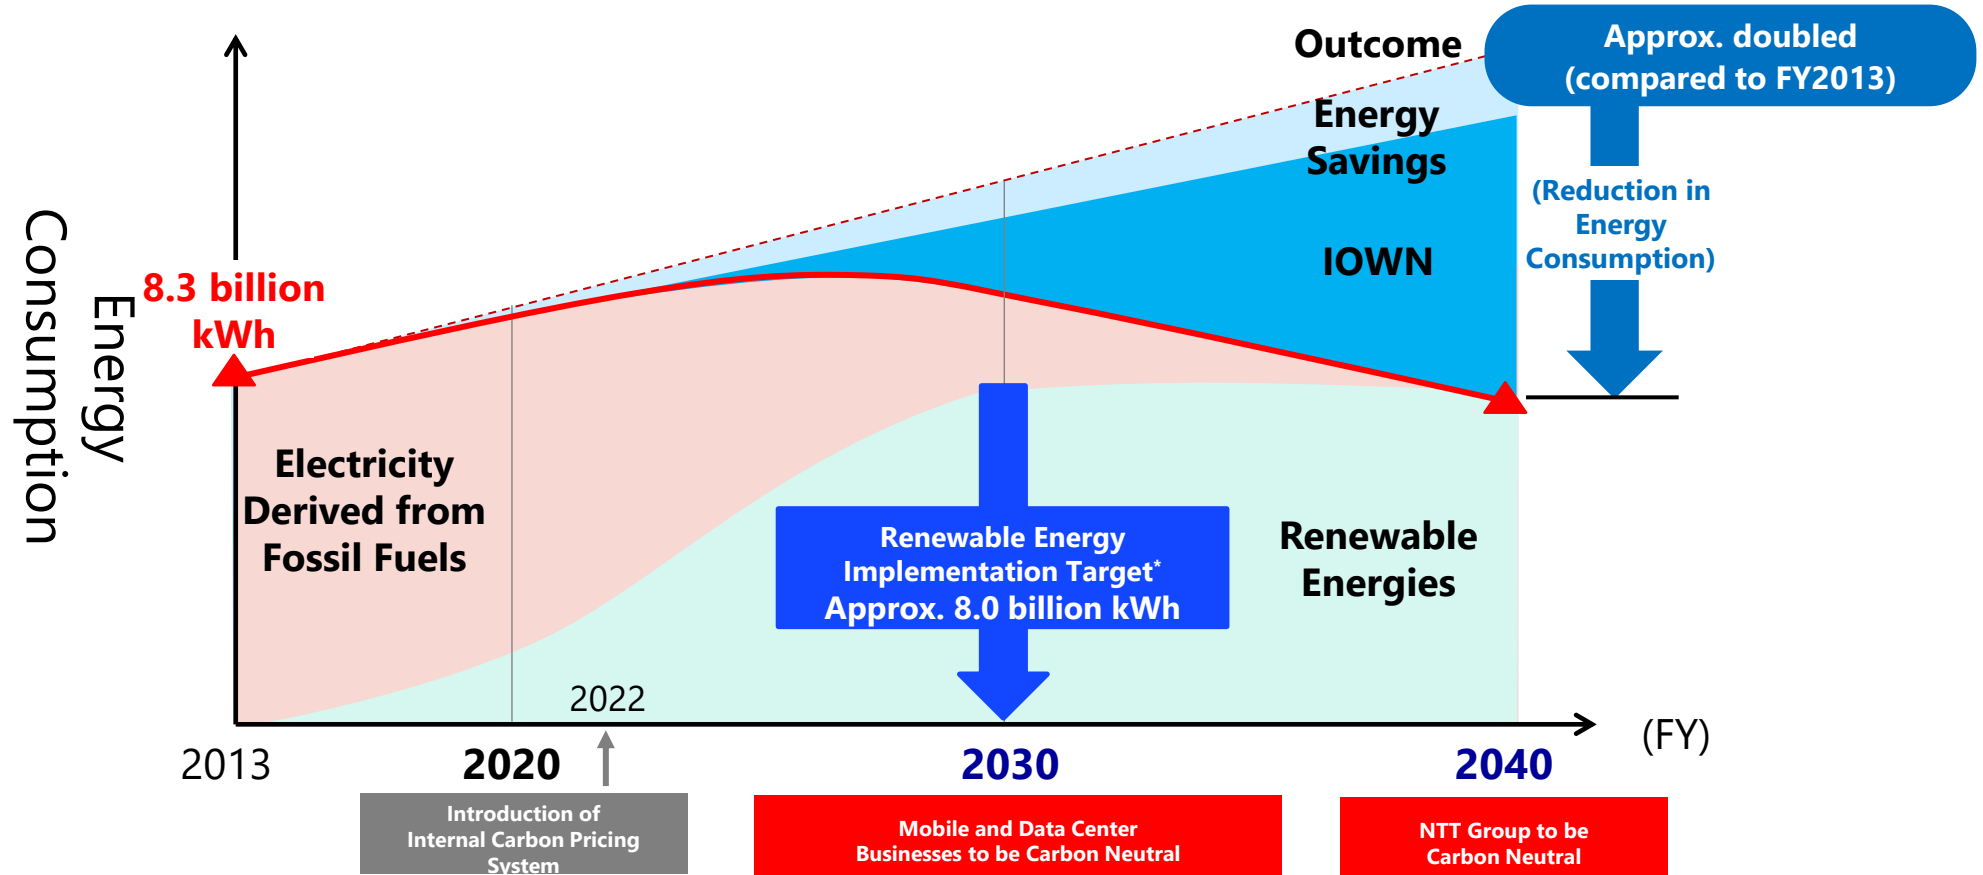 Outcome
Approx. doubled
(compared to FY2013)
Energy
Savings
(Reduction in
Energy
Consumption)
IOWN
Energy
Consumption
8.3 billion
kWh
Electricity
Derived from
Fossil Fuels
Renewable Energy
Implementation Target*
Approx. 8.0 billion kWh
Renewable
Energies
2022
(FY)
2013
2020
2030
2040
Introduction of
Internal Carbon Pricing
System
Mobile and Data Center
Businesses to be Carbon Neutral
NTT Group to be
Carbon Neutral